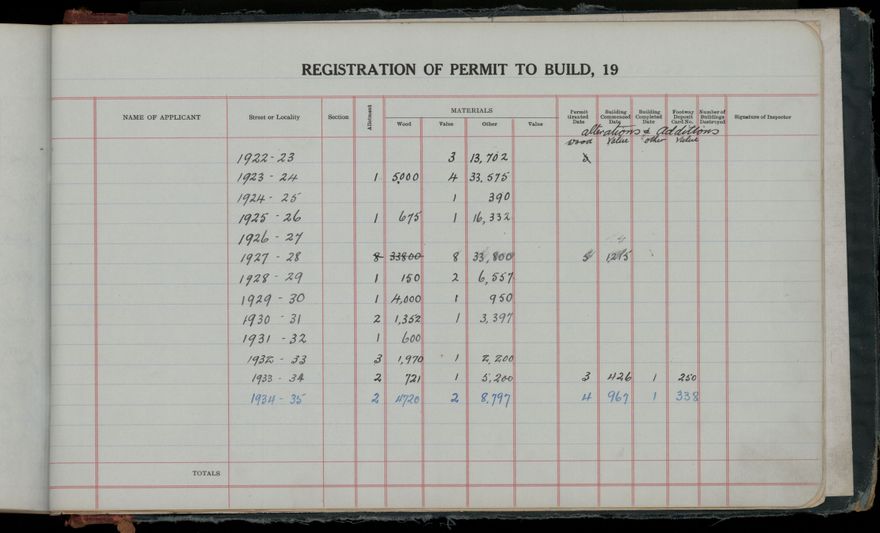 REGISTRATION OF PERMIT TO BUILD, 19
NAME OF APPLICANT Street or Locality Section Allotment MATERIALS Permit Granted Date Building Commenced Date Building Completed Date Footway Deposit Card No. Number of Buildings Destroyed Signature of Inspector
Wood Value Other Value
alterations & additions
wood Value other Value
1922-23 3 13,702
1923-24 1 5000 4 33,575
1924-25 1 390
1925-26 1 675 1 16,332
1926-27
1927-28 8 33800 8 33,800 5 1215
1928-29 1 150 2 6,557
1929-30 1 4,000 1 950
1930-31 2 1,352 1 3,397
1931-32 1 600
1932-33 3 1,970 1 2,200
1933-34 2 721 1 5,200 3 426 1 250
1934-35 2 4720 2 8,797 4 967 1 338
TOTALS